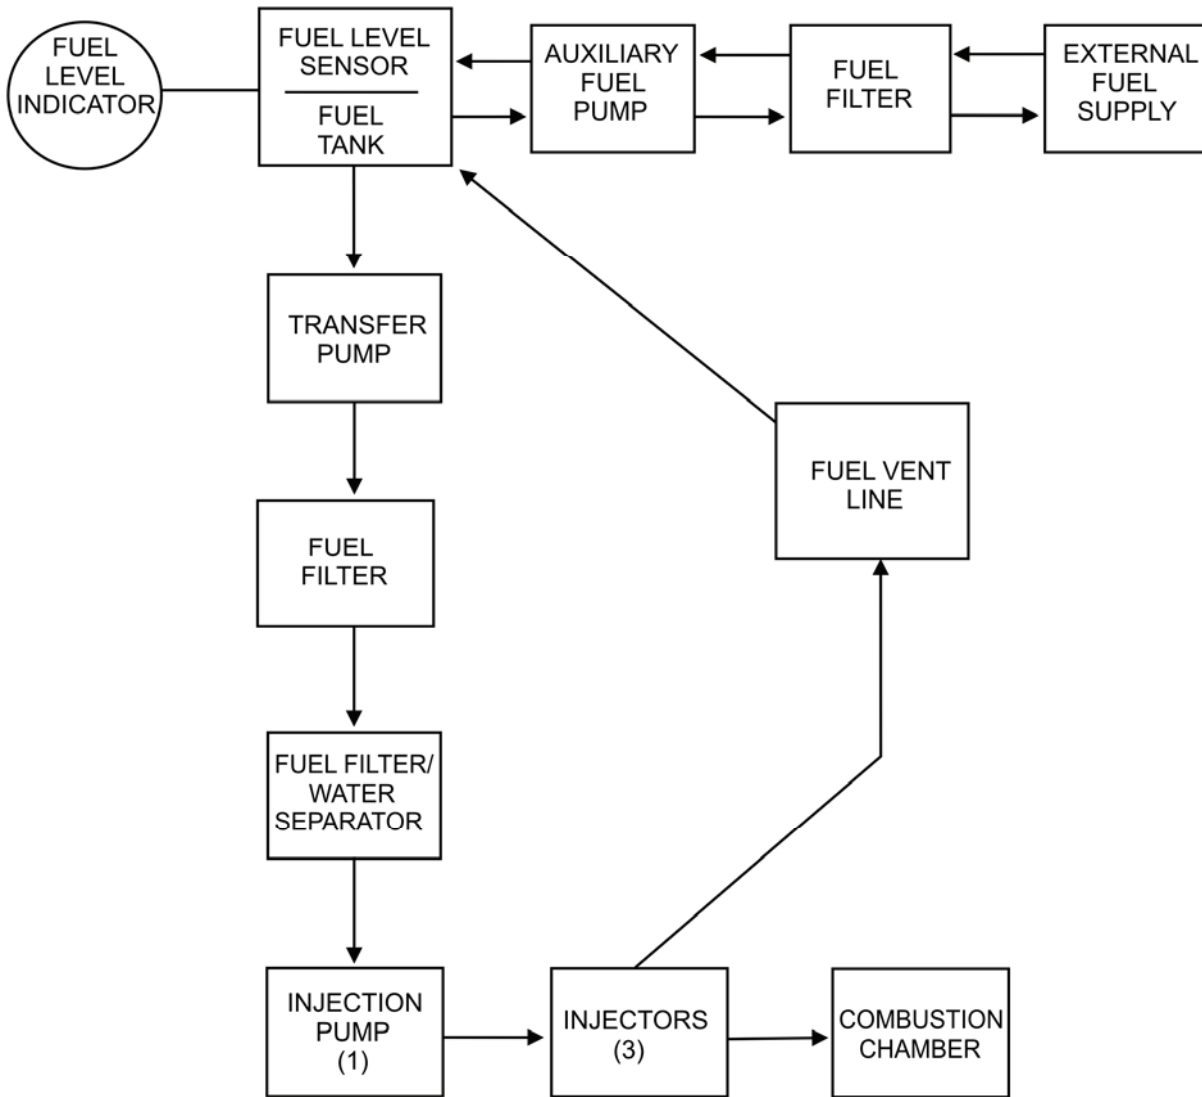 FUEL
LEVEL
INDICATOR
FUEL LEVEL
SENSOR
FUEL
TANK
AUXILIARY
FUEL
PUMP
FUEL
FILTER
EXTERNAL
FUEL
SUPPLY
TRANSFER
PUMP
FUEL VENT
LINE
FUEL
FILTER
FUEL FILTER/
WATER
SEPARATOR
INJECTION
PUMP
(1)
INJECTORS
(3)
COMBUSTION
CHAMBER